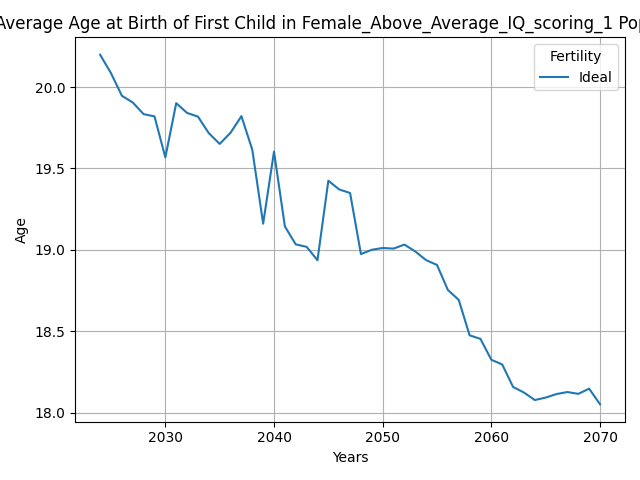 Average Age at Birth of First Child in Female_Above_Average_IQ_scoring_1
Fertility
Ideal
20.0
19.5
19.0
18.5
18.0
Age
2030 2040 2050 2060 2070
Years